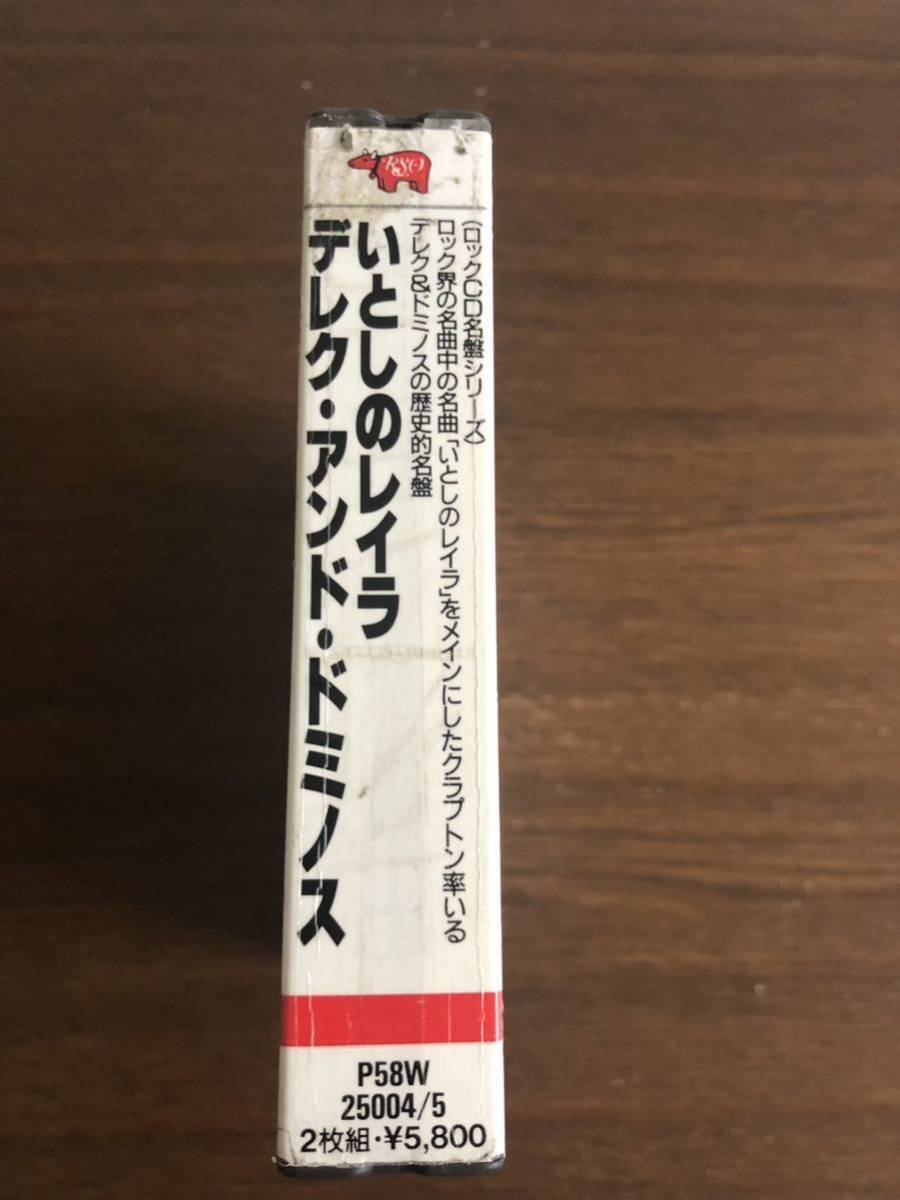 RSO
(ロックCD名盤シリーズ)
ロック界の名曲中の名曲「いとしのレイラ」をメインにしたクラプトン率いる
デレク&ドミノスの歴史的名盤
いとしのレイラ
デレク・アンド・ドミノス
P58W
25004/5
2枚組・¥5,800